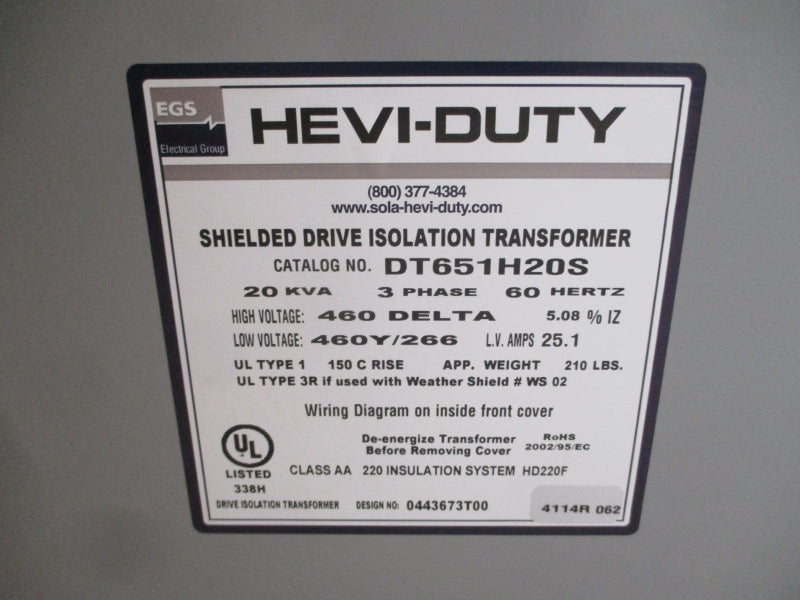 EGS
Electrical Group
HEVI-DUTY
(800) 377-4384
www.sola-hevi-duty.com
SHIELDED DRIVE ISOLATION TRANSFORMER
CATALOG NO. DT651H20S
20 KVA 3 PHASE 60 HERTZ
HIGH VOLTAGE: 460 DELTA 5.08 % IZ
LOW VOLTAGE: 460Y/266 L.V. AMPS 25.1
UL TYPE 1 150 C RISE APP. WEIGHT 210 LBS.
UL TYPE 3R if used with Weather Shield # WS 02
Wiring Diagram on inside front cover
UL
LISTED
338H
De-energize Transformer
Before Removing Cover
RoHS
2002/95/EC
CLASS AA 220 INSULATION SYSTEM HD220F
DRIVE ISOLATION TRANSFORMER DESIGN NO: 0443673T00
4114R 062